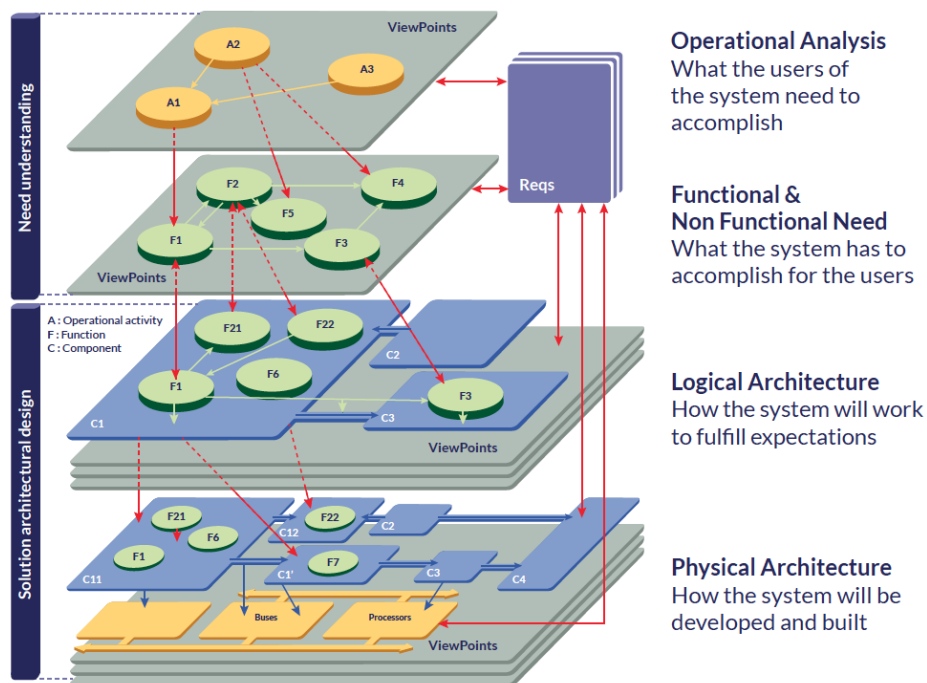 Need understanding
ViewPoints
A2
A3
A1
Operational Analysis
What the users of
the system need to
accomplish
Reqs
F2
F4
F5
F1
F3
ViewPoints
Functional &
Non Functional Need
What the system has to
accomplish for the users
Solution architectural design
A : Operational activity
F : Function
C : Component
F21
F22
C2
F1
F6
F3
C1
C3
ViewPoints
Logical Architecture
How the system will work
to fulfill expectations
F21
F22
C2
F6
C12
F1
F7
C3
C11
C1'
C4
Buses
Processors
ViewPoints
Physical Architecture
How the system will be
developed and built